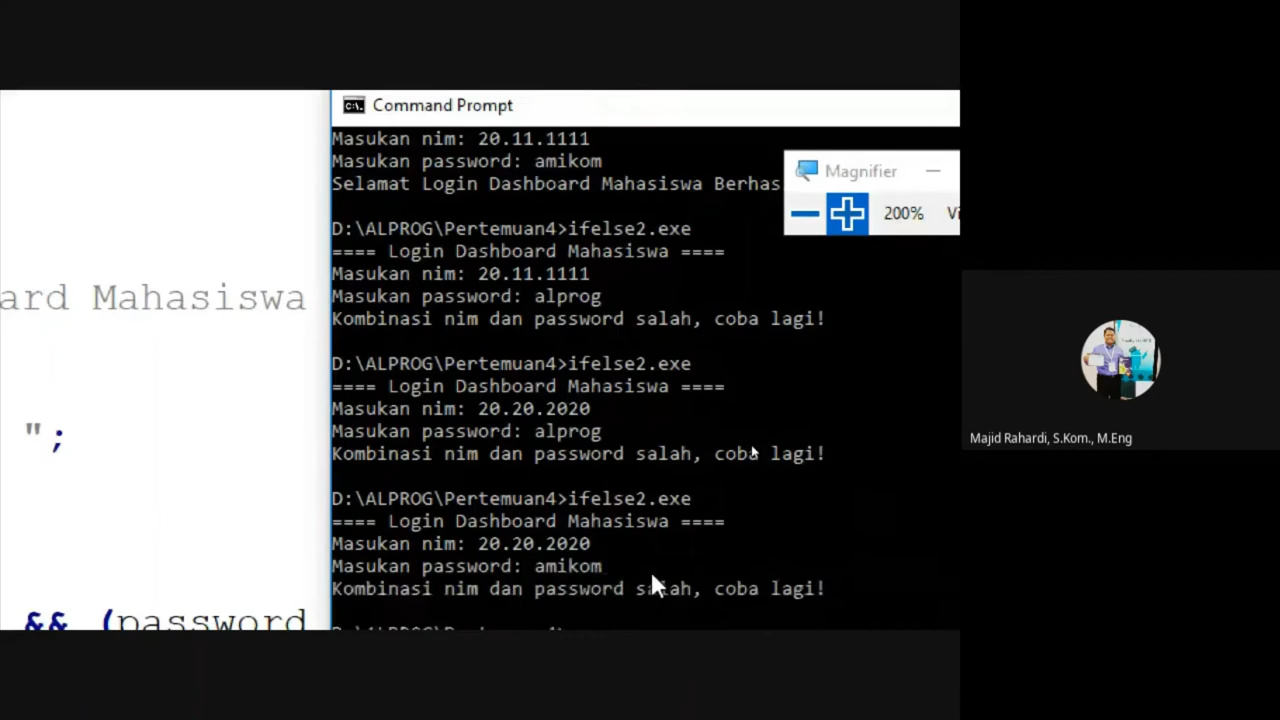 Command Prompt
Masukan nim: 20.11.1111
Masukan password: amikom
Selamat Login Dashboard Mahasiswa Berhas
Magnifier
200%
Vi
D:\ALPROG\Pertemuan4>ifelse2.exe
==== Login Dashboard Mahasiswa ====
Masukan nim: 20.11.1111
Masukan password: alprog
Kombinasi nim dan password salah, coba lagi!
D:\ALPROG\Pertemuan4>ifelse2.exe
==== Login Dashboard Mahasiswa ====
Masukan nim: 20.20.2020
Masukan password: alprog
Kombinasi nim dan password salah, coba lagi!
D:\ALPROG\Pertemuan4>ifelse2.exe
==== Login Dashboard Mahasiswa ====
Masukan nim: 20.20.2020
Masukan password: amikom
Kombinasi nim dan password salah, coba lagi!
ard Mahasiswa
";
&& (password
Majid Rahardi, S.Kom., M.Eng